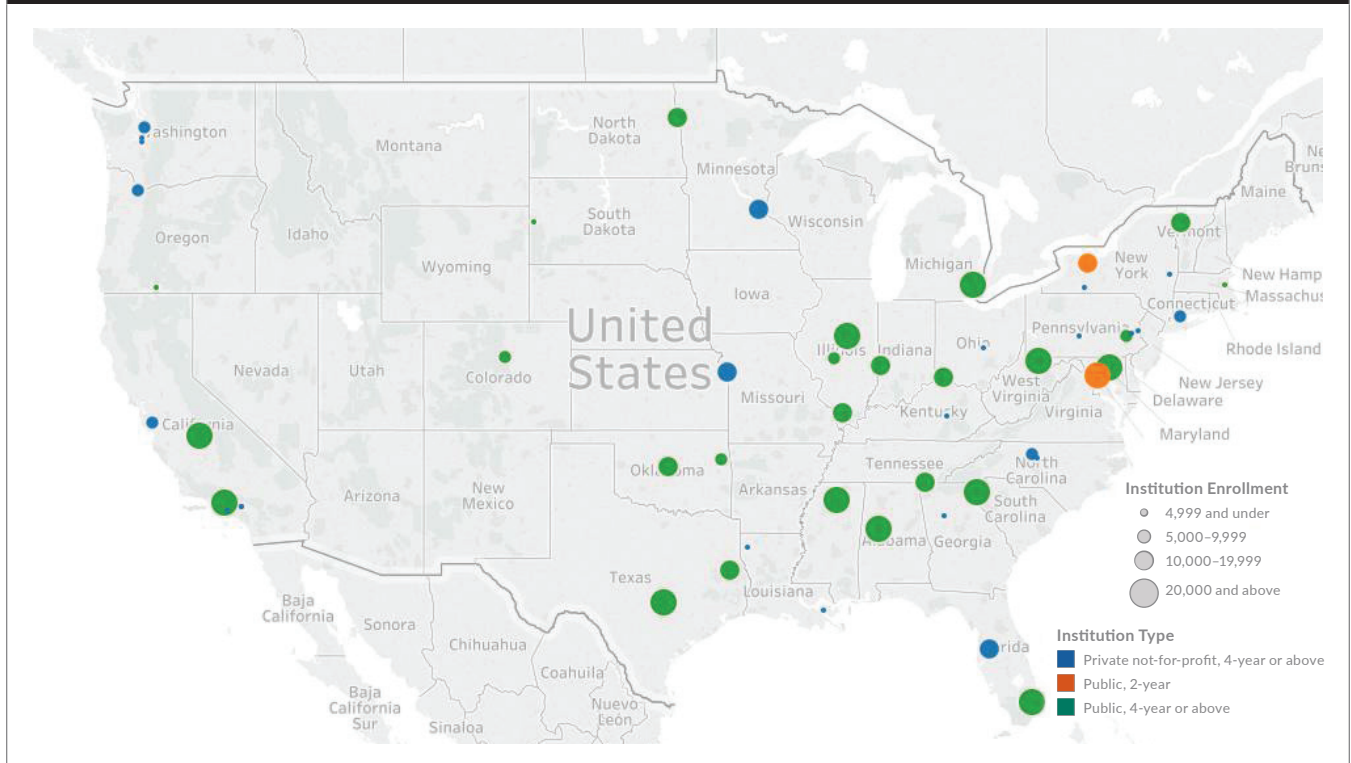 North
Dakota
ashington
Montana
Minnesota
Ne
Bruns
Maine
South
Dakota
Wisconsin
Oregon
Idaho
Vermont
Wyoming
Michigan
New
York
New Hamp
Massachus
Iowa
Connecticut
United
States
Pennsylvania
Ohio
Illinois
Indiana
Rhode Island
Nevada
Utah
Colorado
West
Virginia
New Jersey
Delaware
Missouri
Kentucky
Virginia
California
Maryland
Oklahoma
Tennessee
North
Carolina
Arizona
New
Mexico
Arkansas
South
Carolina
Alabama
Georgia
Texas
Louisiana
Baja
California
Sonora
Chihuahua
rida
Coahuila
Baja
California
Sur
Nuevo
León
Sinaloa
Institution Enrollment
4,999 and under
5,000–9,999
10,000–19,999
20,000 and above
Institution Type
Private not-for-profit, 4-year or above
Public, 2-year
Public, 4-year or above